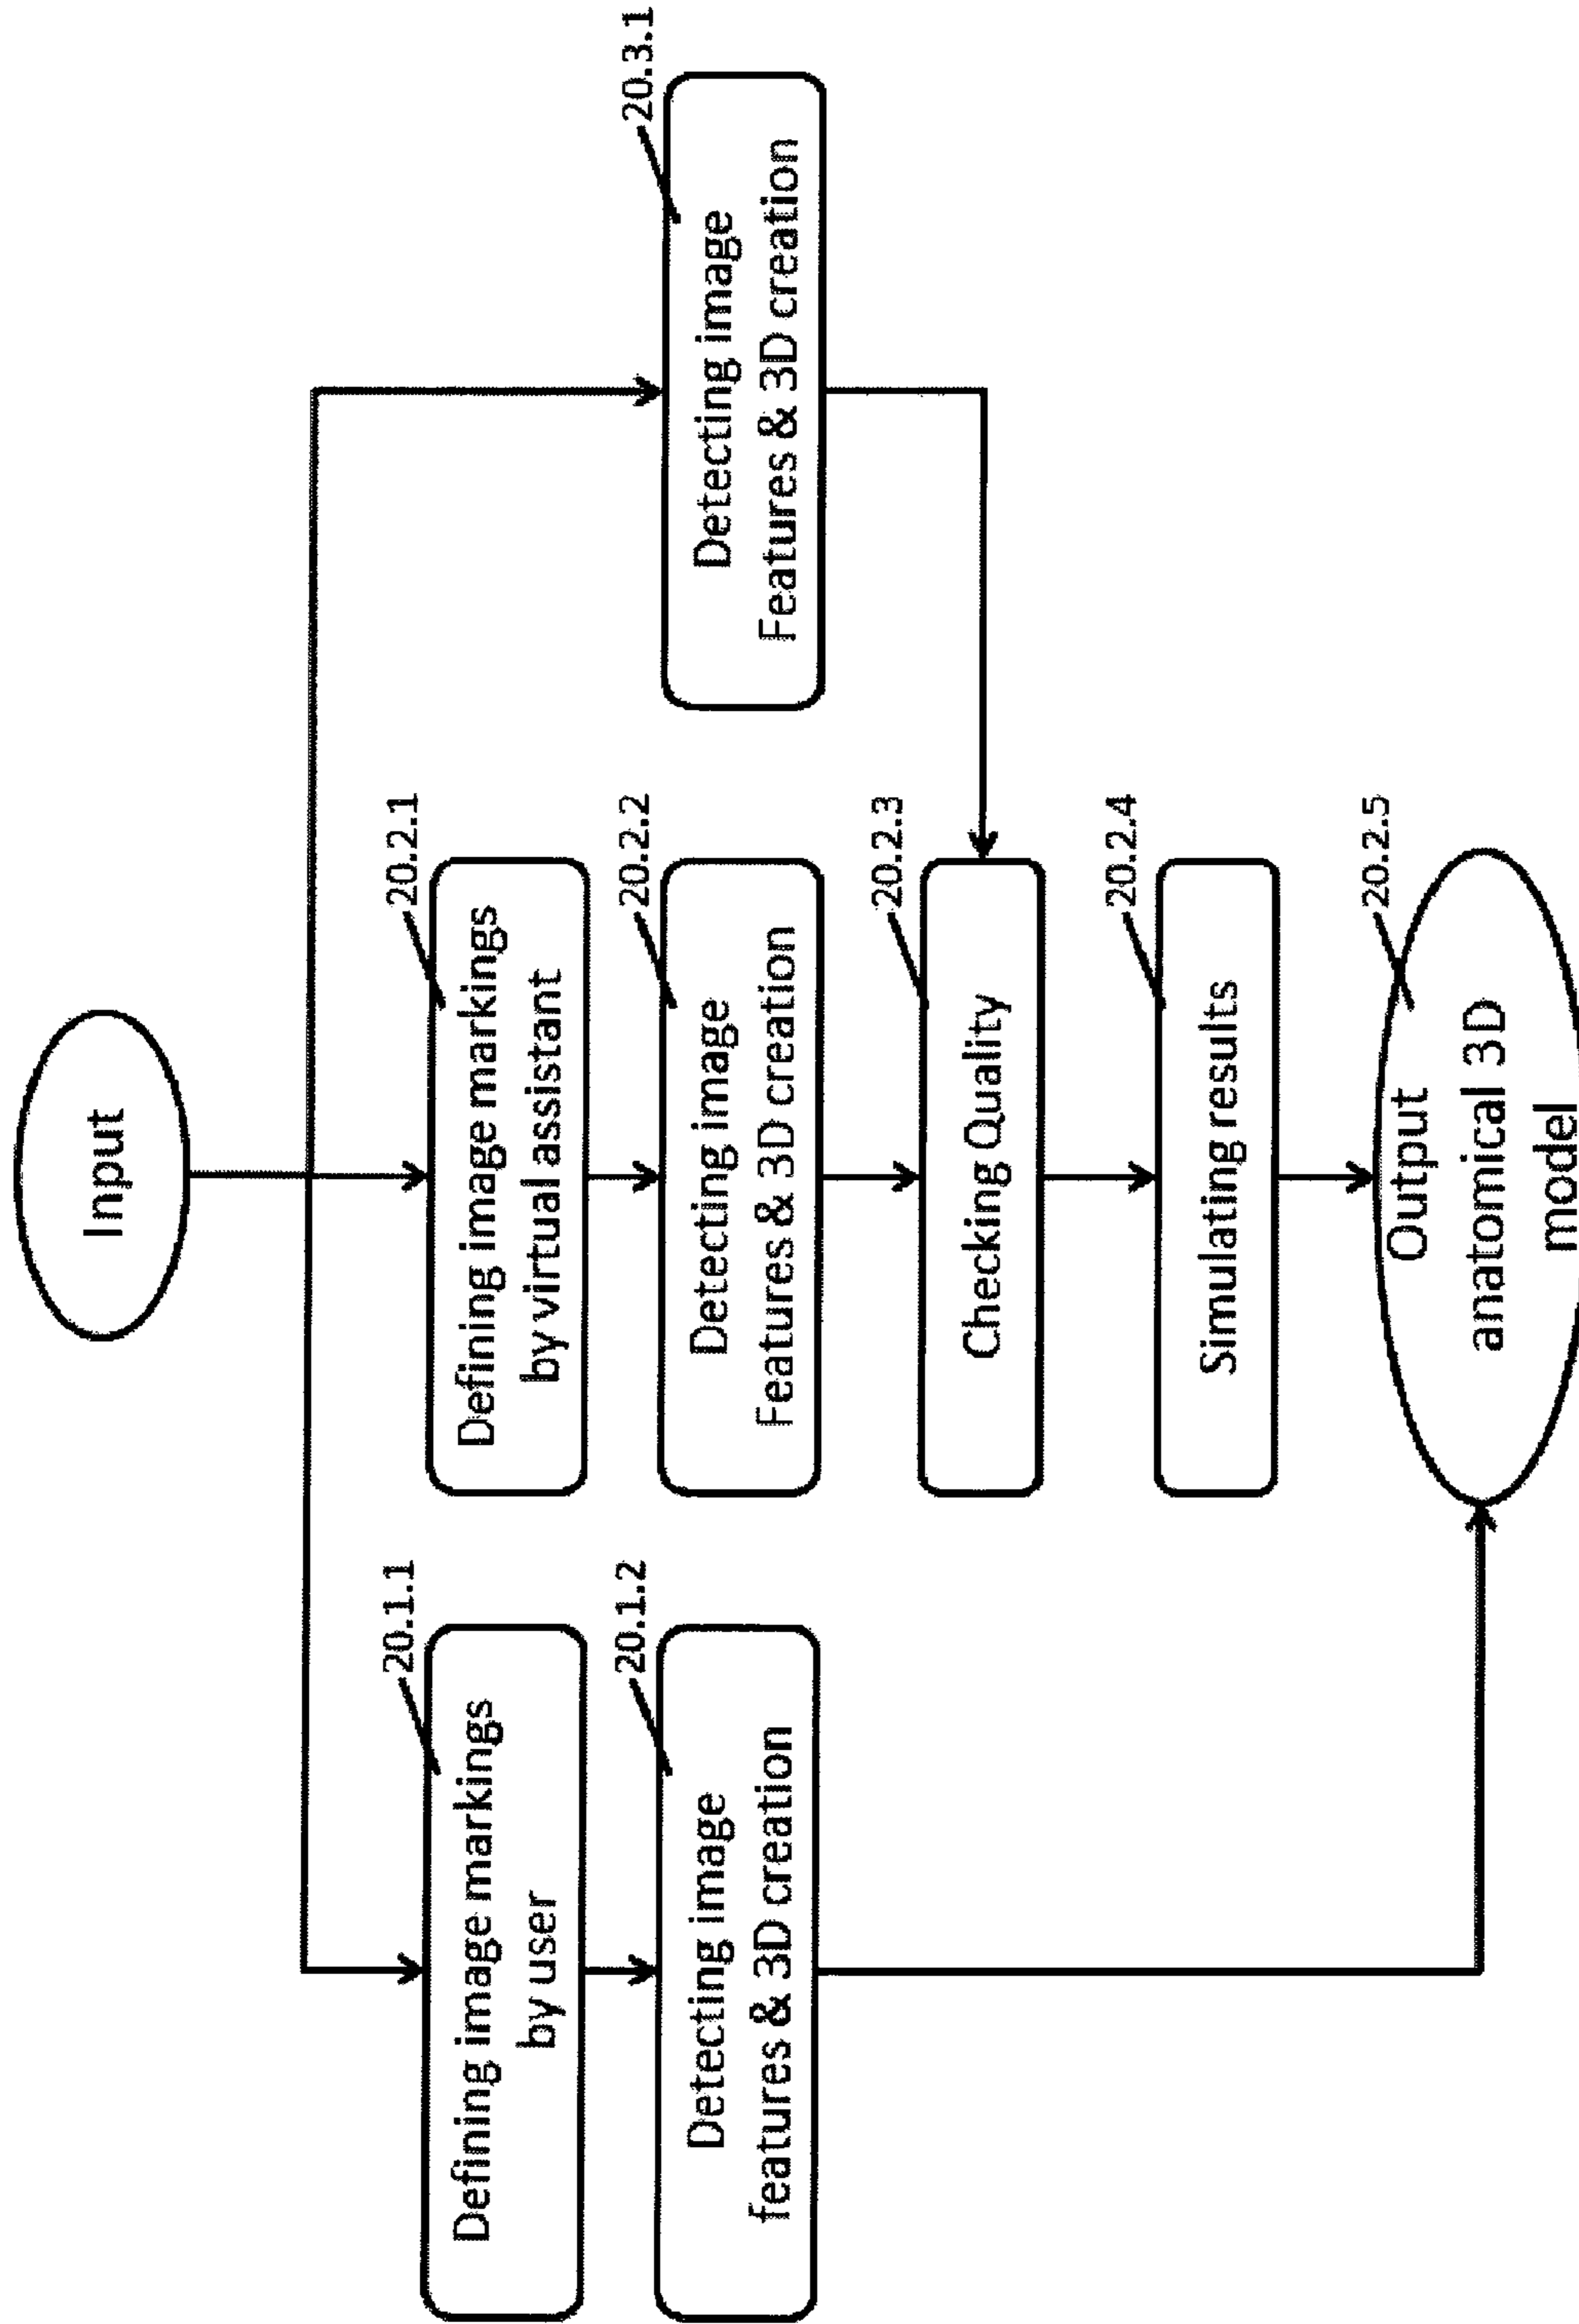 Input
20.1.1
Defining image markings
by user
20.1.2
Detecting image
features & 3D creation
20.2.1
Defining image markings
by virtual assistant
20.2.2
Detecting image
Features & 3D creation
20.3.1
Detecting image
Features & 3D creation
20.2.3
Checking Quality
20.2.4
Simulating results
20.2.5
Output
anatomical 3D
model